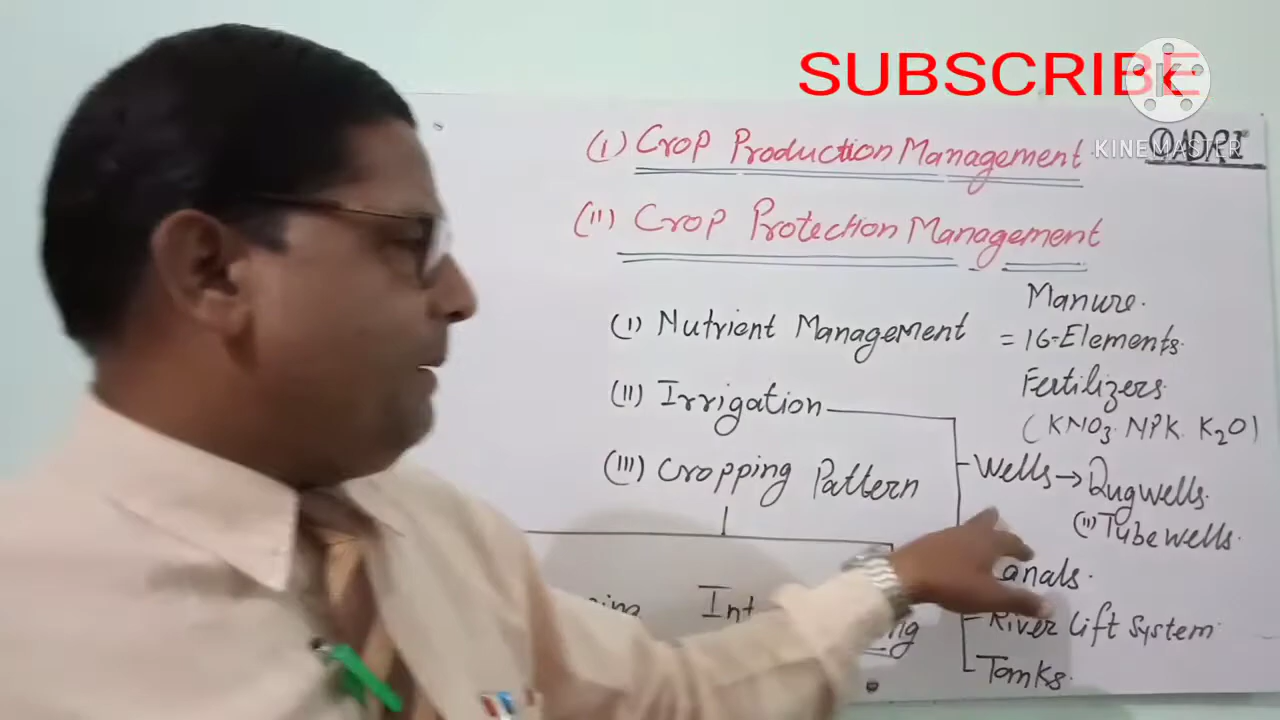 SUBSCRIBE
K
KINEMASTER
QADRI
(I) Crop Production Management
(II) Crop Protection Management
Manure.
(I) Nutrient Management
= 16-Elements.
Fertilizers.
(II) Irrigation
(KNO3. NPK. K2O)
(III) Cropping Pattern
Wells → Dugwells.
(II) Tubewells.
anals.
River Lift System
Tanks.